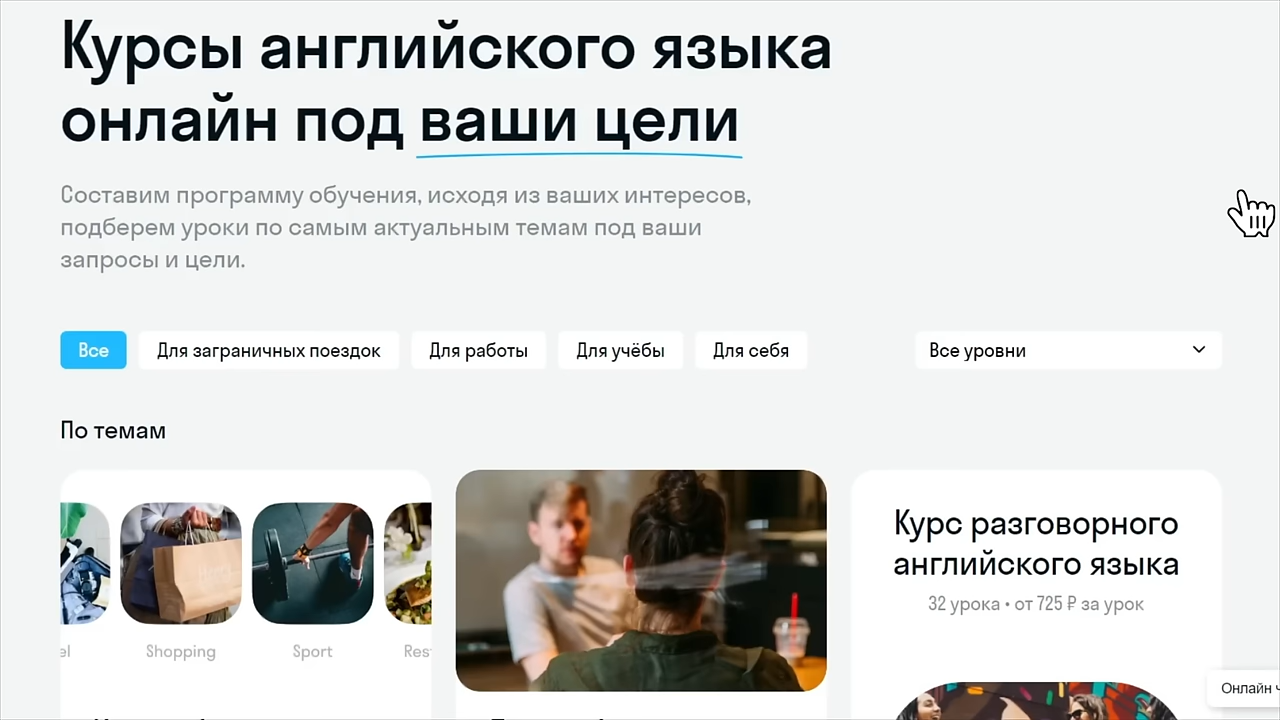 Курсы английского языка
онлайн под ваши цели
Составим программу обучения, исходя из ваших интересов,
подберем уроки по самым актуальным темам под ваши
запросы и цели.
Все
Для заграничных поездок
Для работы
Для учёбы
Для себя
Все уровни
По темам
el
Shopping
Sport
Res
Курс разговорного
английского языка
32 урока • от 725 ₽ за урок
Онлайн ч